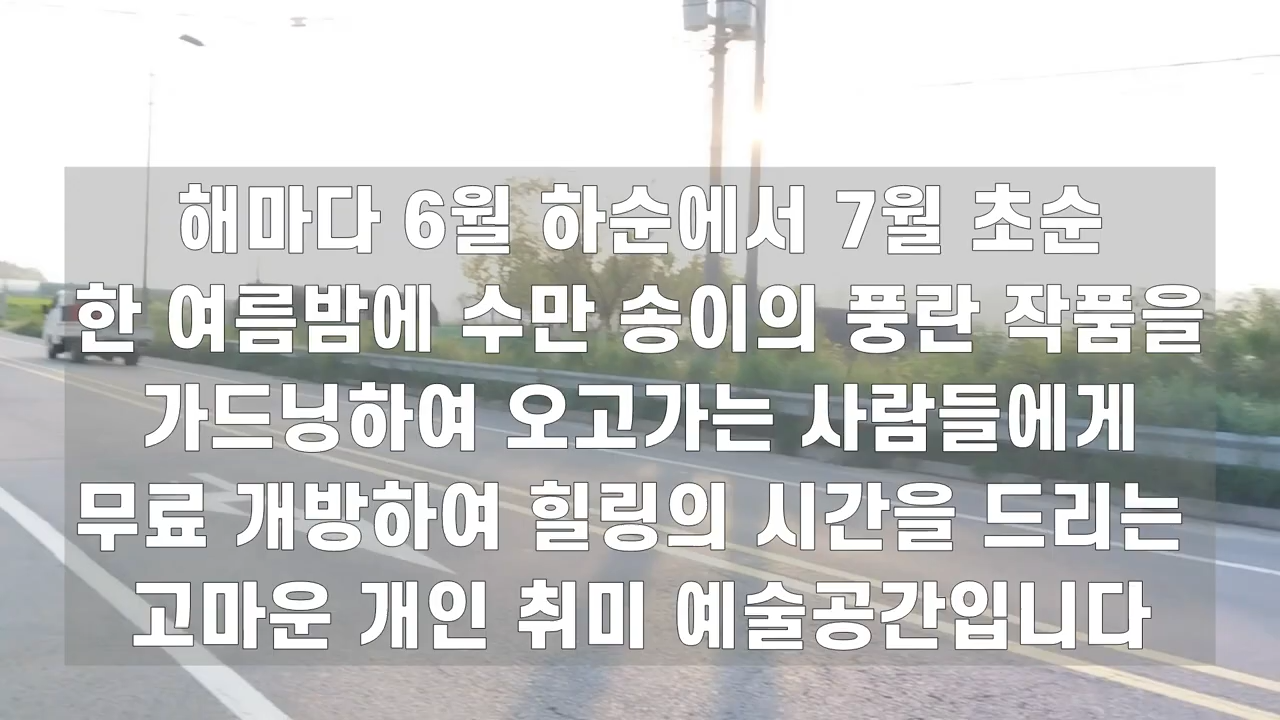 해마다 6월 하순에서 7월 초순
한 여름밤에 수만 송이의 풍란 작품을
가드닝하여 오고가는 사람들에게
무료 개방하여 힐링의 시간을 드리는
고마운 개인 취미 예술공간입니다